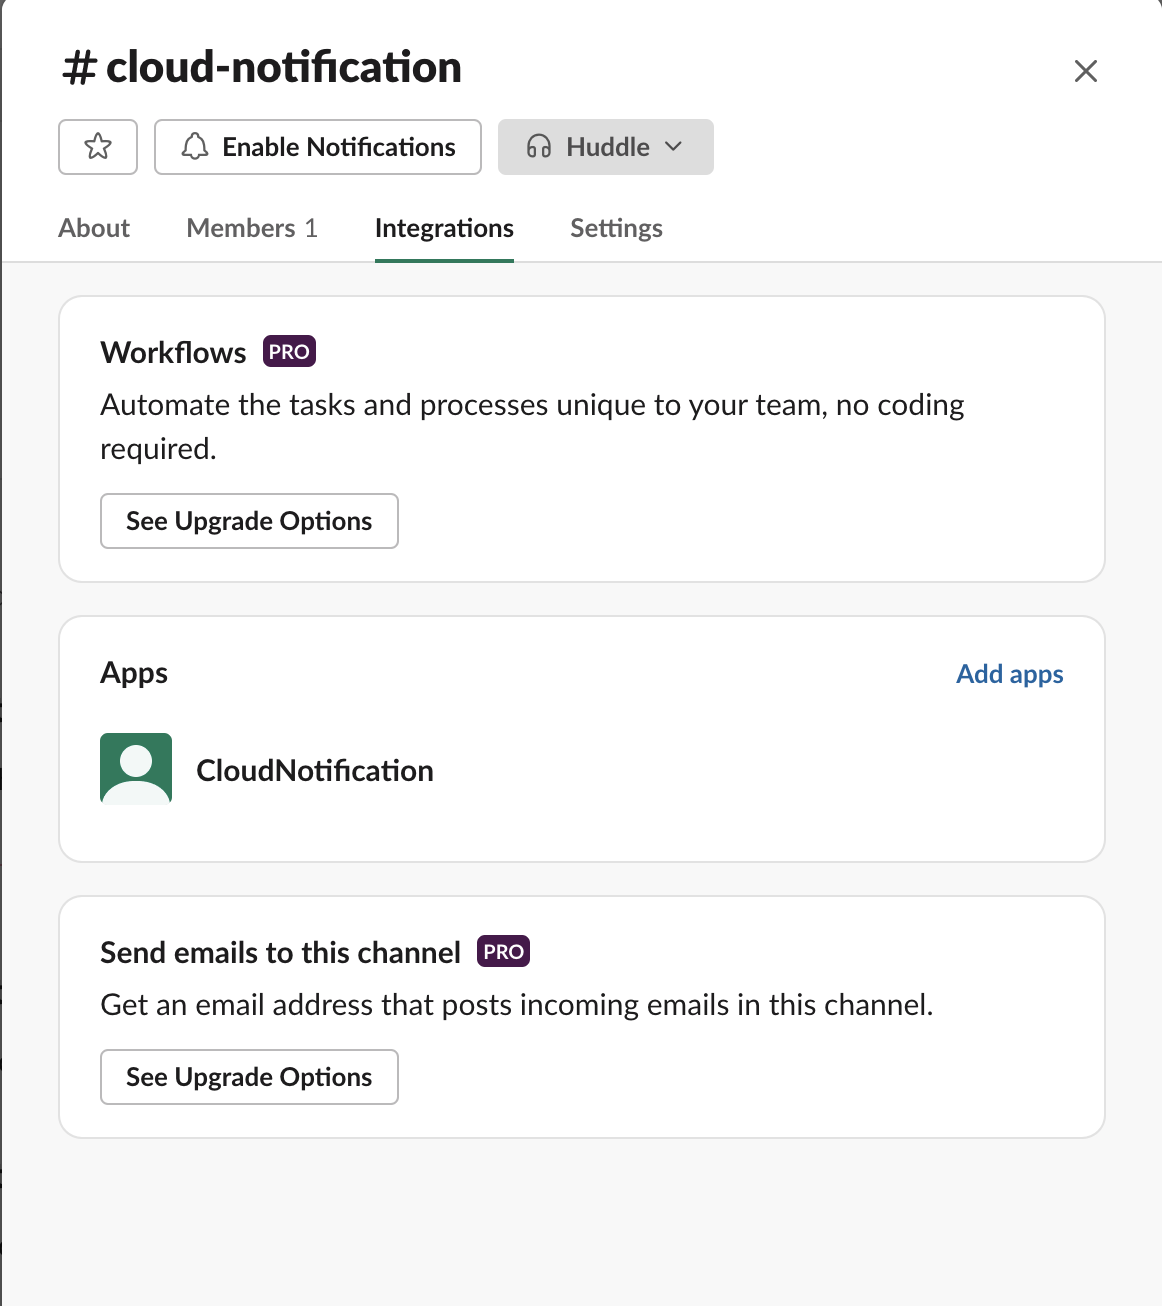 # cloud-notification
Enable Notifications
Huddle
About
Members 1
Integrations
Settings
Workflows PRO
Automate the tasks and processes unique to your team, no coding
required.
See Upgrade Options
Apps
Add apps
CloudNotification
Send emails to this channel PRO
Get an email address that posts incoming emails in this channel.
See Upgrade Options